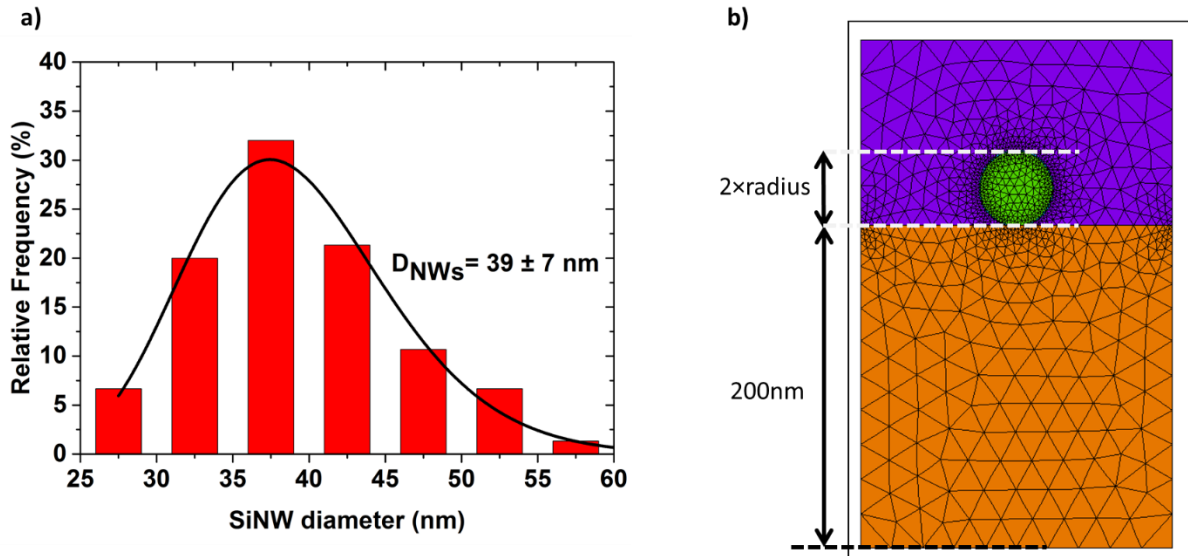 a)
40
35
30
25
20
15
10
5
0
Relative Frequency (%)
D_NWs= 39 ± 7 nm
25 30 35 40 45 50 55 60
SiNW diameter (nm)
b)
2×radius
200nm